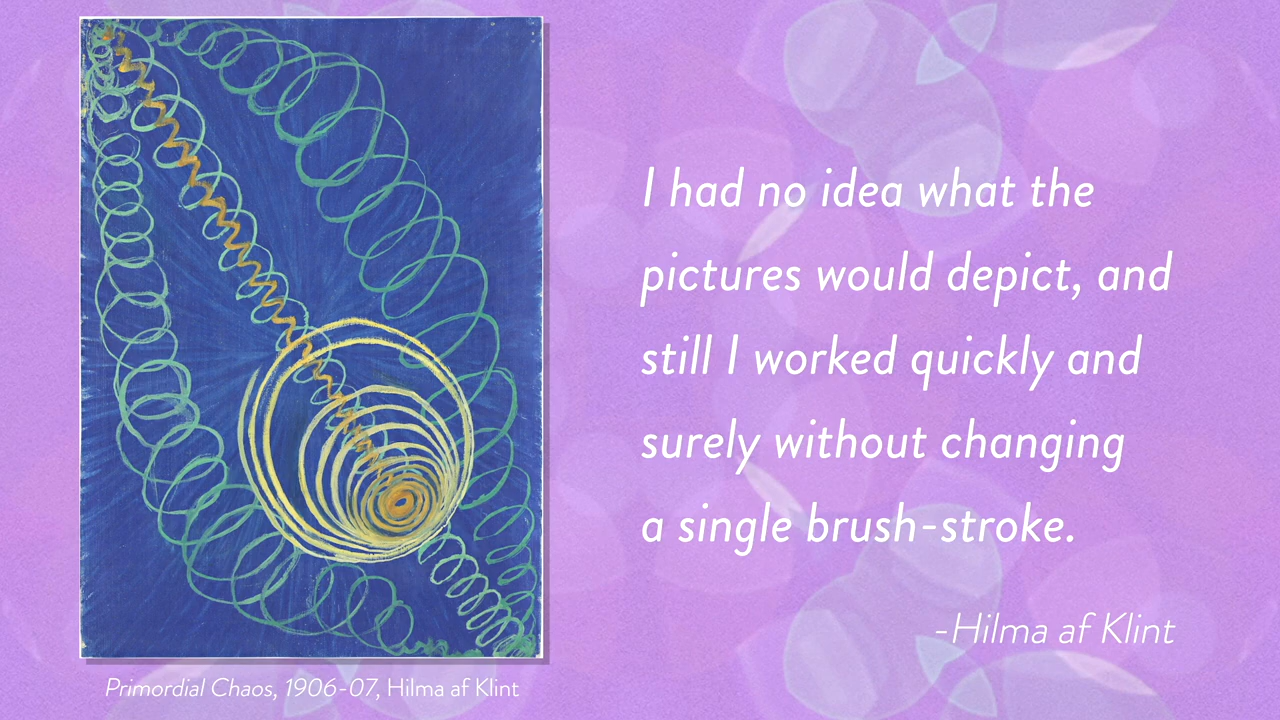 I had no idea what the
pictures would depict, and
still I worked quickly and
surely without changing
a single brush-stroke.
-Hilma af Klint
Primordial Chaos, 1906-07, Hilma af Klint